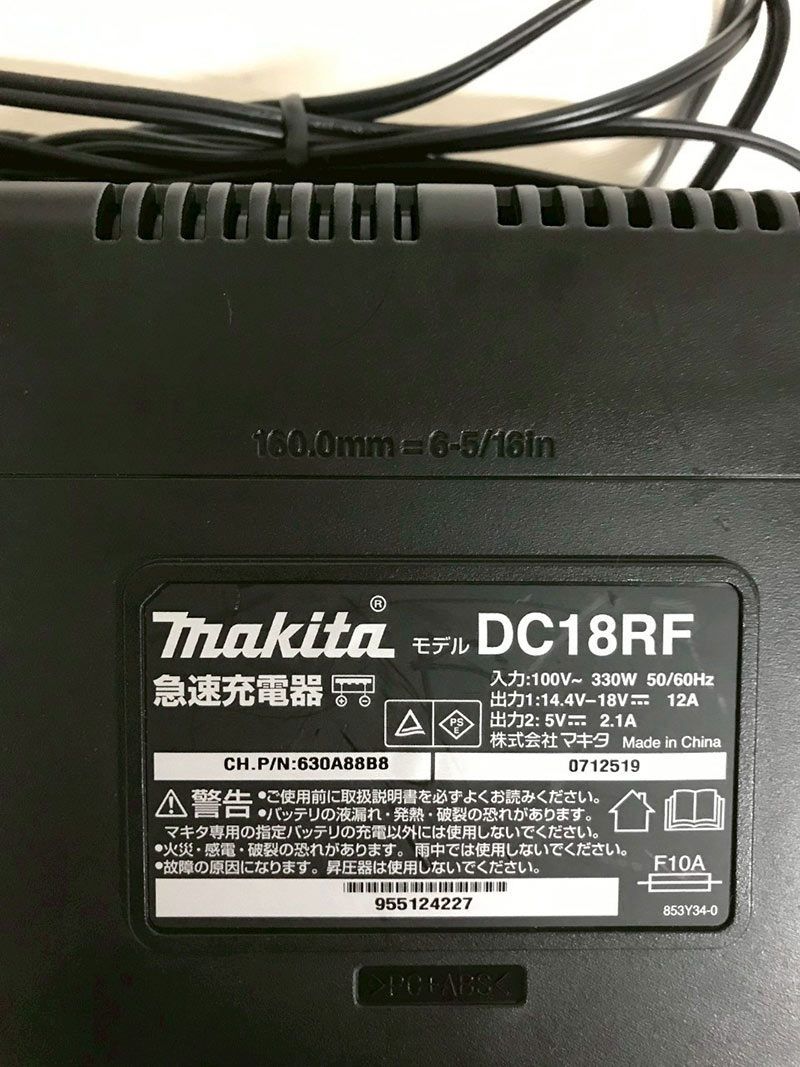 160.0mm = 6-5/16in
makita® モデル DC18RF
急速充電器
入力:100V~ 330W 50/60Hz
出力1:14.4V-18V⎓ 12A
出力2: 5V⎓ 2.1A
PS E
株式会社マキタ Made in China
CH.P/N:630A88B8 0712519
⚠警告 •ご使用前に取扱説明書を必ずよくお読みください。
•バッテリの液漏れ・発熱・破裂の恐れがあります。
マキタ専用の指定バッテリの充電以外には使用しないでください。
•火災・感電・破裂の恐れがあります。雨中では使用しないでください。
•故障の原因になります。昇圧器は使用しないでください。
F10A
955124227
853Y34-0
>PC+ABS<